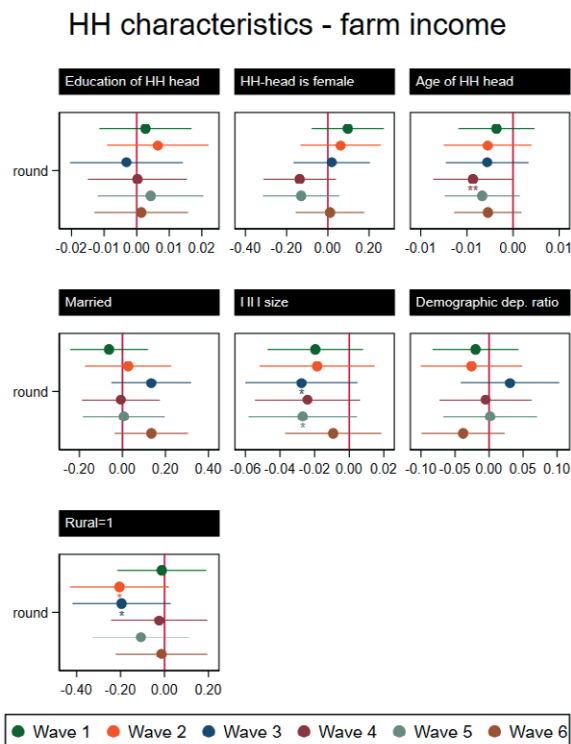 HH characteristics - farm income
Education of HH head HH-head is female Age of HH head
round
** 
-0.02 -0.01 0.00 0.01 0.02 -0.20 0.00 0.20 -0.01 -0.01 0.00 0.01
Married I II I size Demographic dep. ratio
round
*
*
-0.20 0.00 0.20 0.40 -0.06 -0.04 -0.02 0.00 0.02 -0.10 -0.05 0.00 0.05 0.10
Rural=1
*
*
round
-0.40 -0.20 0.00 0.20
Wave 1 Wave 2 Wave 3 Wave 4 Wave 5 Wave 6